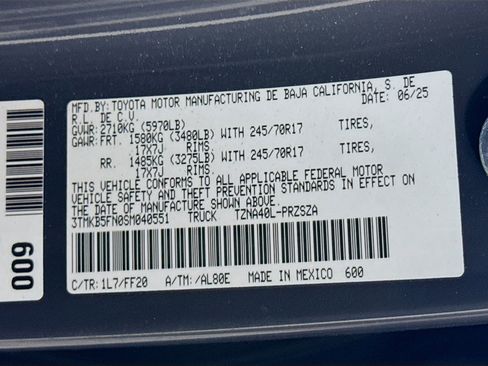 MFD.BY:TOYOTA MOTOR MANUFACTURING DE BAJA CALIFORNIA, S. DE
R.L. DE C.V. DATE: 06/25
GVWR:2710KG (5970LB)
GAWR:FRT. 1580KG (3480LB) WITH 245/70R17 TIRES,
17X7J RIMS,
RR. 1485KG (3275LB) WITH 245/70R17 TIRES,
17X7J RIMS.
THIS VEHICLE CONFORMS TO ALL APPLICABLE FEDERAL MOTOR
VEHICLE SAFETY AND THEFT PREVENTION STANDARDS IN EFFECT ON
THE DATE OF MANUFACTURE SHOWN ABOVE.
3TMKB5FN0SM040551 TRUCK TZNA40L-PRZSZA
C/TR:1L7/FF20 A/TM:/AL80E MADE IN MEXICO 600
009